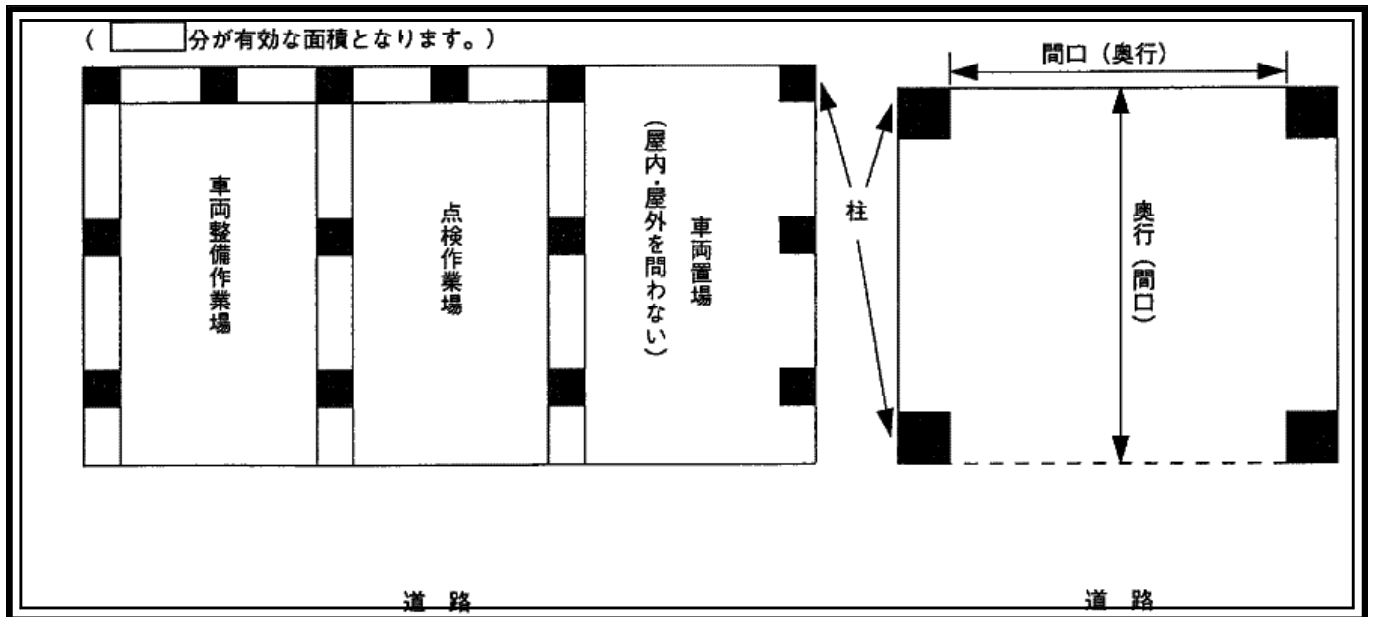 ( 分が有効な面積となります。)
間口（奥行）
車両整備作業場
点検作業場
(屋内・屋外を問わない)
車両置場
柱
奥行（間口）
道 路
道 路